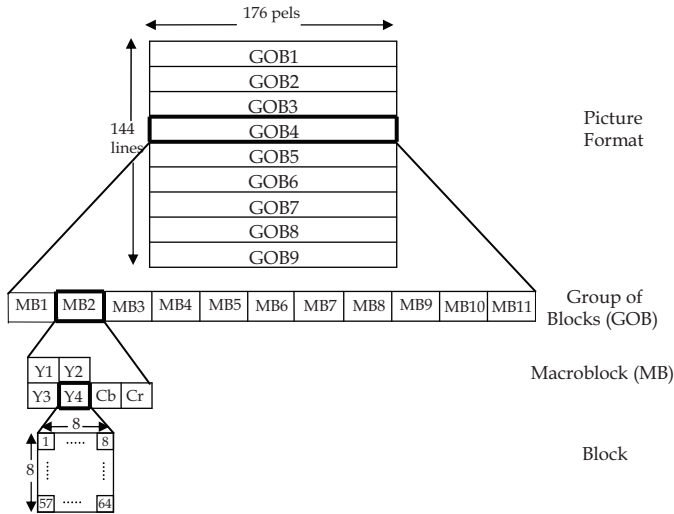 176 pels
GOB1
GOB2
GOB3
144
lines
GOB4
GOB5
GOB6
GOB7
GOB8
GOB9
Picture
Format
MB1 MB2 MB3 MB4 MB5 MB6 MB7 MB8 MB9 MB10 MB11
Group of
Blocks (GOB)
Y1 Y2
Y3 Y4 Cb Cr
Macroblock (MB)
8
1 ..... 8
8
57 ..... 64
Block